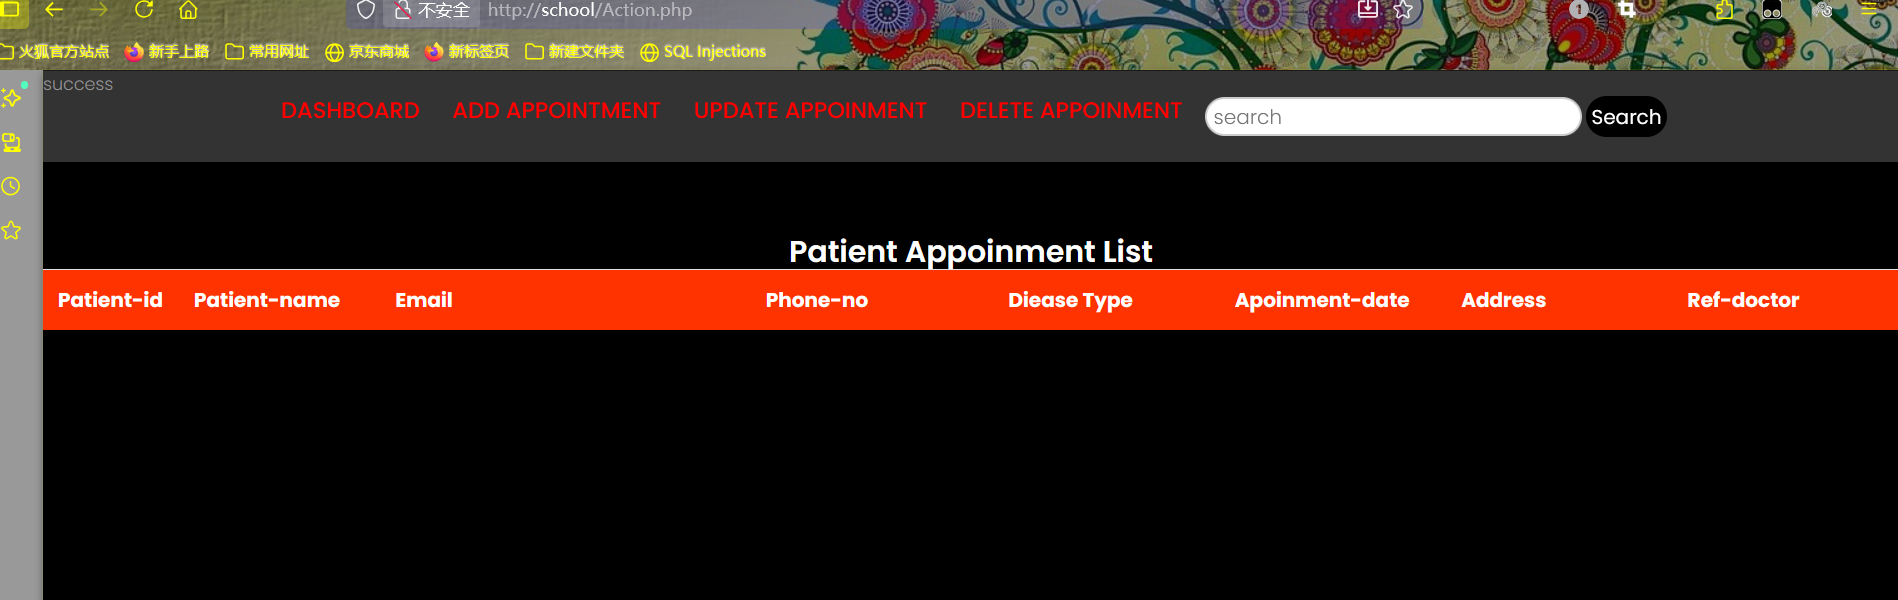 不安全 http://school/Action.php
1
火狐官方站点 新手上路 常用网址 京东商城 新标签页 新建文件夹 SQL Injections
success
DASHBOARD ADD APPOINTMENT UPDATE APPOINMENT DELETE APPOINMENT search Search
Patient Appoinment List
Patient-id Patient-name Email Phone-no Diease Type Apoinment-date Address Ref-doctor